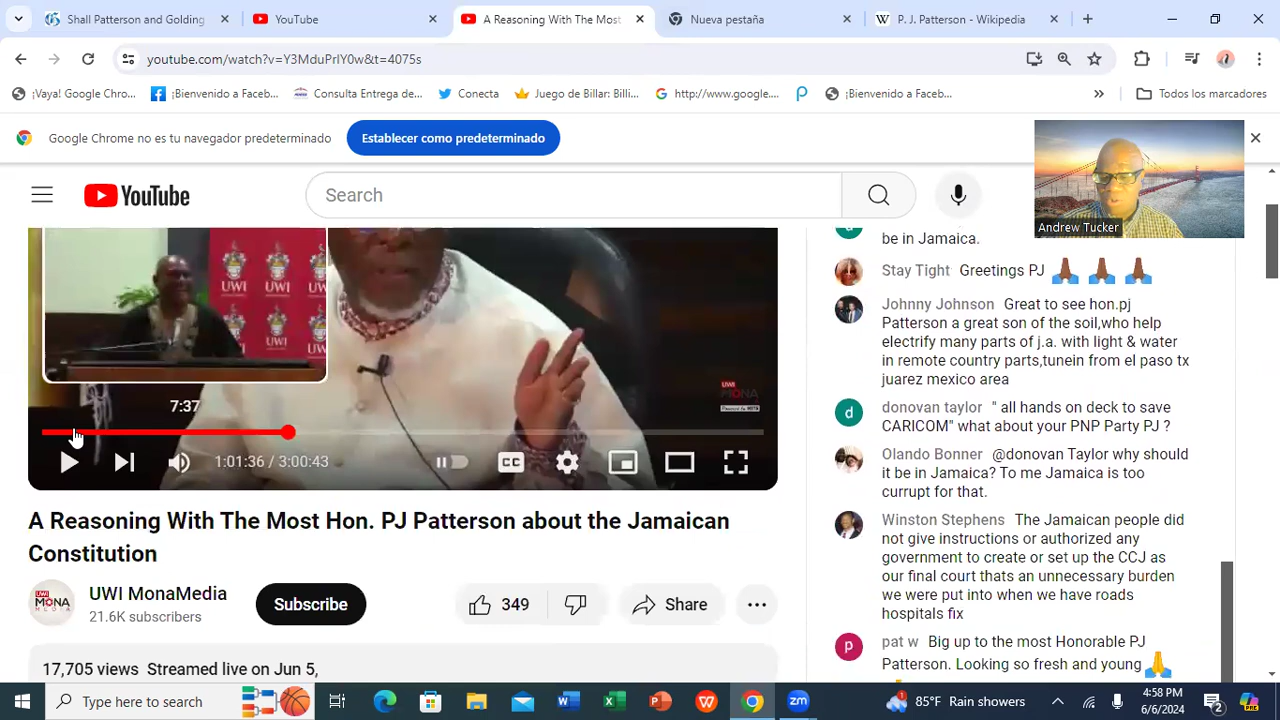 Shall Patterson and Golding
YouTube
A Reasoning With The Most
Nueva pestaña
P. J. Patterson - Wikipedia
youtube.com/watch?v=Y3MduPrlY0w&t=4075s
¡Vaya! Google Chro...
¡Bienvenido a Faceb...
Consulta Entrega de...
Conecta
Juego de Billar: Billi...
http://www.google....
¡Bienvenido a Faceb...
Todos los marcadores
Google Chrome no es tu navegador predeterminado
Establecer como predeterminado
YouTube
Search
Andrew Tucker
UWI
UWI
MONA
7:37
1:01:36 / 3:00:43
CC
A Reasoning With The Most Hon. PJ Patterson about the Jamaican
Constitution
UWI MonaMedia
21.6K subscribers
Subscribe
349
Share
17,705 views Streamed live on Jun 5,
be in Jamaica.
Stay Tight Greetings PJ 🙏🏾 🙏🏾 🙏🏾
Johnny Johnson Great to see hon.pj
Patterson a great son of the soil,who help
electrify many parts of j.a. with light & water
in remote country parts,tunein from el paso tx
juarez mexico area
donovan taylor " all hands on deck to save
CARICOM" what about your PNP Party PJ ?
Olando Bonner @donovan Taylor why should
it be in Jamaica? To me Jamaica is too
currupt for that.
Winston Stephens The Jamaican people did
not give instructions or authorized any
government to create or set up the CCJ as
our final court thats an unnecessary burden
we were put into when we have roads
hospitals fix
pat w Big up to the most Honorable PJ
Patterson. Looking so fresh and young 🙏
Type here to search
85°F Rain showers
4:58 PM
6/6/2024